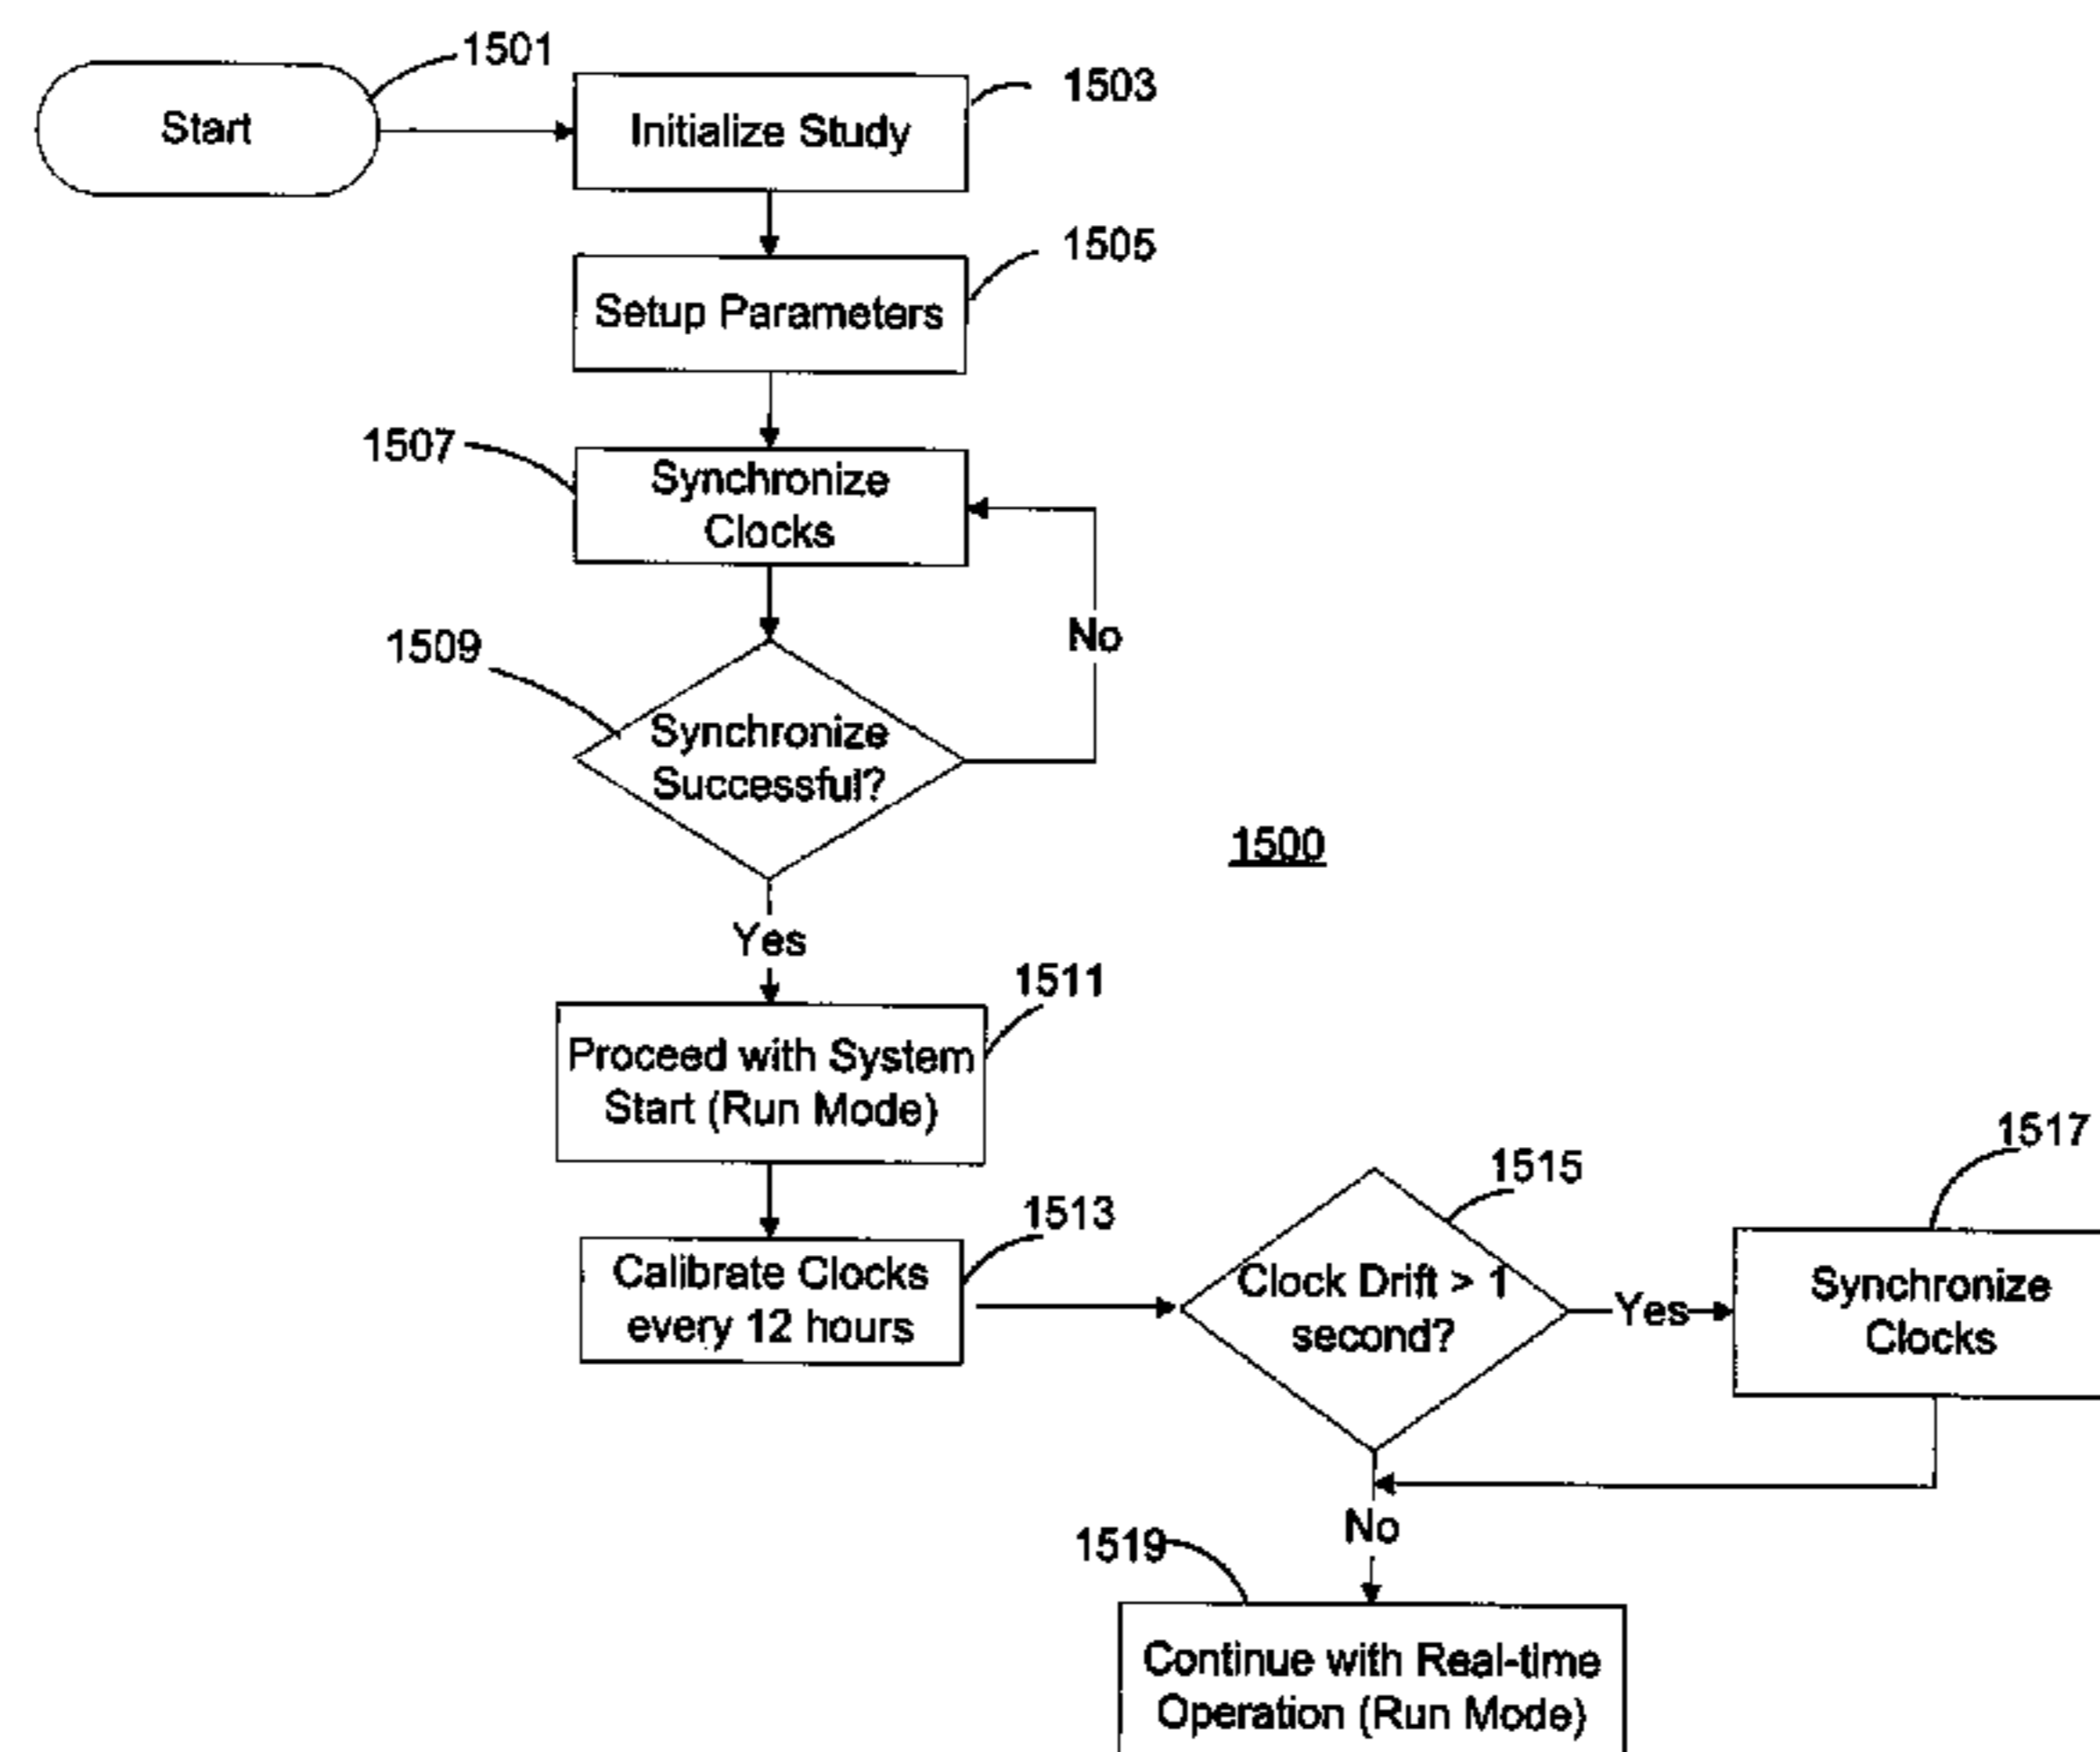 1501
Start
1503
Initialize Study
1505
Setup Parameters
1507
Synchronize
Clocks
No
1509
Synchronize
Successful?
1500
Yes
1511
Proceed with System
Start (Run Mode)
1513
Calibrate Clocks
every 12 hours
1515
Clock Drift > 1
second?
Yes
1517
Synchronize
Clocks
No
1519
Continue with Real-time
Operation (Run Mode)